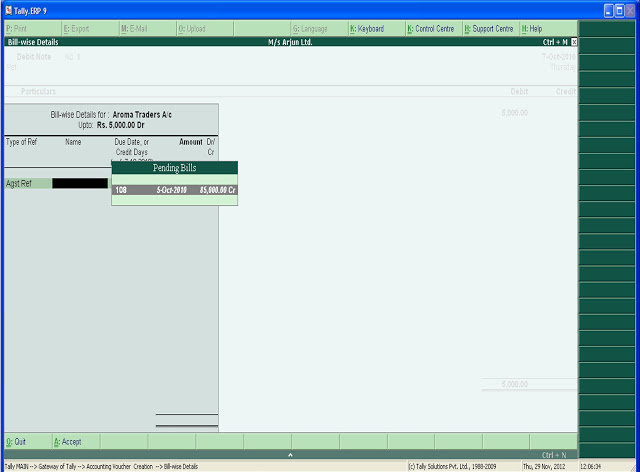 Tally.ERP 9
P: Print E: Export M: E-Mail O: Upload G: Language K: Keyboard K: Control Centre H: Support Centre H: Help
Bill-wise Details M/s Arjun Ltd. Ctrl + M
Debit Note No. 1 7-Oct-2010
Thursday
Particulars Debit Credit
5,000.00
Bill-wise Details for : Aroma Traders A/c
Upto: Rs. 5,000.00 Dr
Type of Ref Name Due Date, or Amount Dr/
Credit Days Cr
Pending Bills
Agst Ref 108 5-Oct-2010 85,000.00 Cr
5,000.00
Q: Quit A: Accept
Ctrl + N
Tally MAIN --> Gateway of Tally --> Accounting Voucher Creation --> Bill-wise Details (c) Tally Solutions Pvt. Ltd., 1988-2009 Thu, 29 Nov, 2012 12:06:34